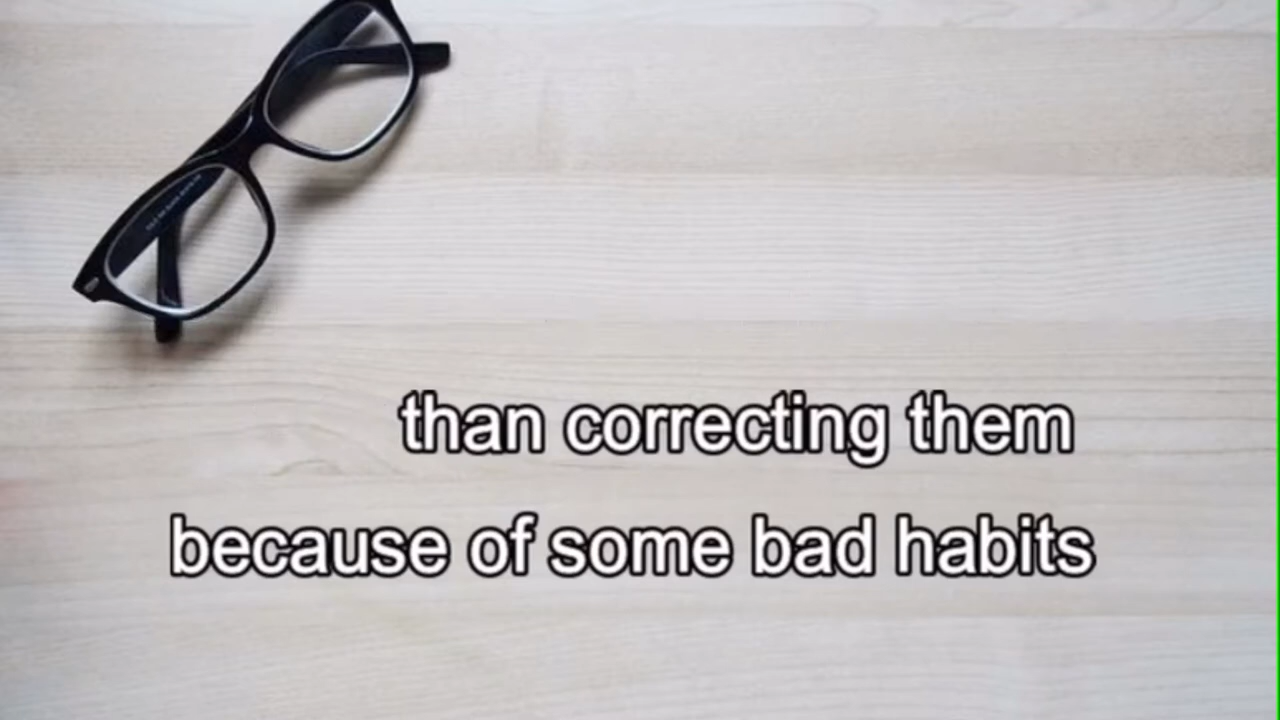 than correcting them
because of some bad habits